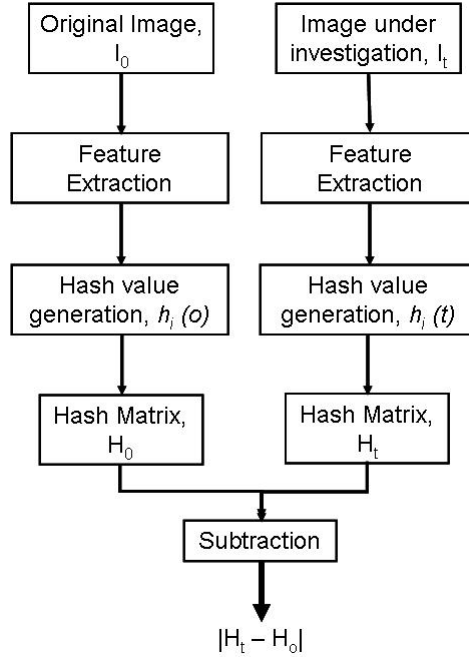 Original Image,
I₀
Image under
investigation, Iₜ
Feature
Extraction
Feature
Extraction
Hash value
generation, hᵢ (o)
Hash value
generation, hᵢ (t)
Hash Matrix,
H₀
Hash Matrix,
Hₜ
Subtraction
|Hₜ – Hₒ|